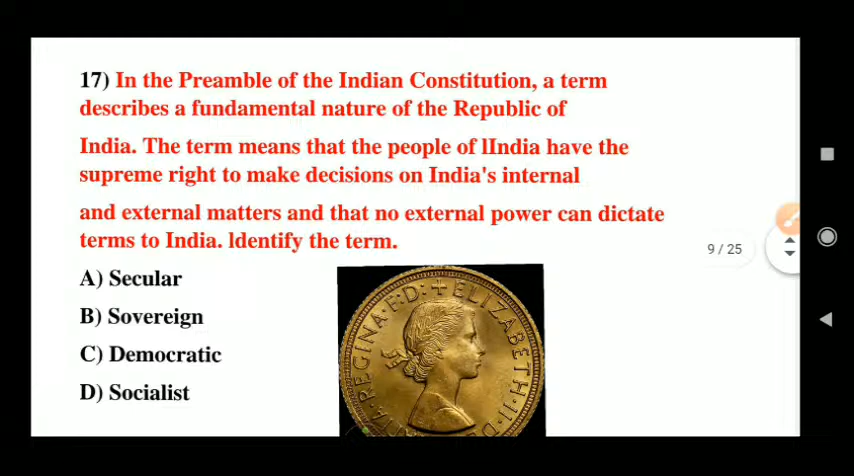 17) In the Preamble of the Indian Constitution, a term
describes a fundamental nature of the Republic of
India. The term means that the people of lIndia have the
supreme right to make decisions on India's internal
and external matters and that no external power can dictate
terms to India. ldentify the term.
9 / 25
A) Secular
B) Sovereign
C) Democratic
D) Socialist
REGINA·F:D:+ELIZABETH·II·